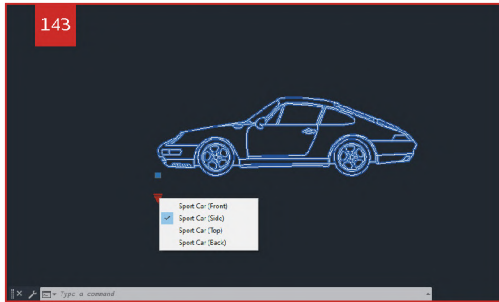 143
Sport Car (Front)
Sport Car (Side)
Sport Car (Top)
Sport Car (Back)
Type a command